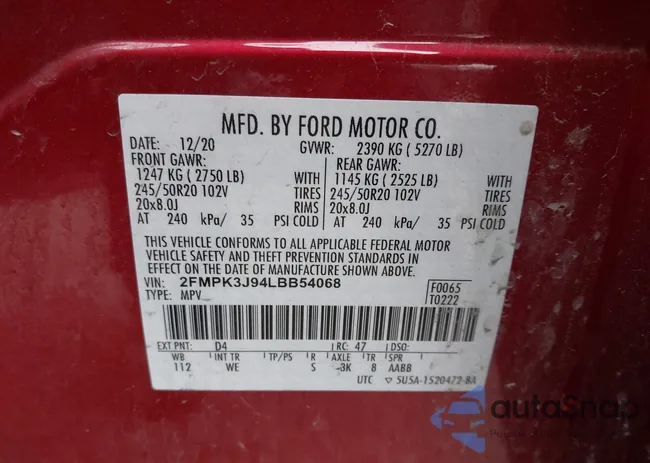 MFD. BY FORD MOTOR CO.
DATE: 12/20 GVWR: 2390 KG ( 5270 LB)
FRONT GAWR: REAR GAWR:
1247 KG ( 2750 LB) WITH 1145 KG ( 2525 LB) WITH
245/50R20 102V TIRES 245/50R20 102V TIRES
20x8.0J RIMS 20x8.0J RIMS
AT 240 kPa/ 35 PSI COLD AT 240 kPa/ 35 PSI COLD
THIS VEHICLE CONFORMS TO ALL APPLICABLE FEDERAL MOTOR
VEHICLE SAFETY AND THEFT PREVENTION STANDARDS IN
EFFECT ON THE DATE OF MANUFACTURE SHOWN ABOVE.
VIN: 2FMPK3J94LBB54068 F0065
TYPE: MPV T0222
EXT PNT: D4 RC: 47 DSO:
WB INT TR TP/PS R AXLE TR SPR
112 WE S -3K 8 AABB
UTC ▽ 5U5A-1520472-BA
autoSnap